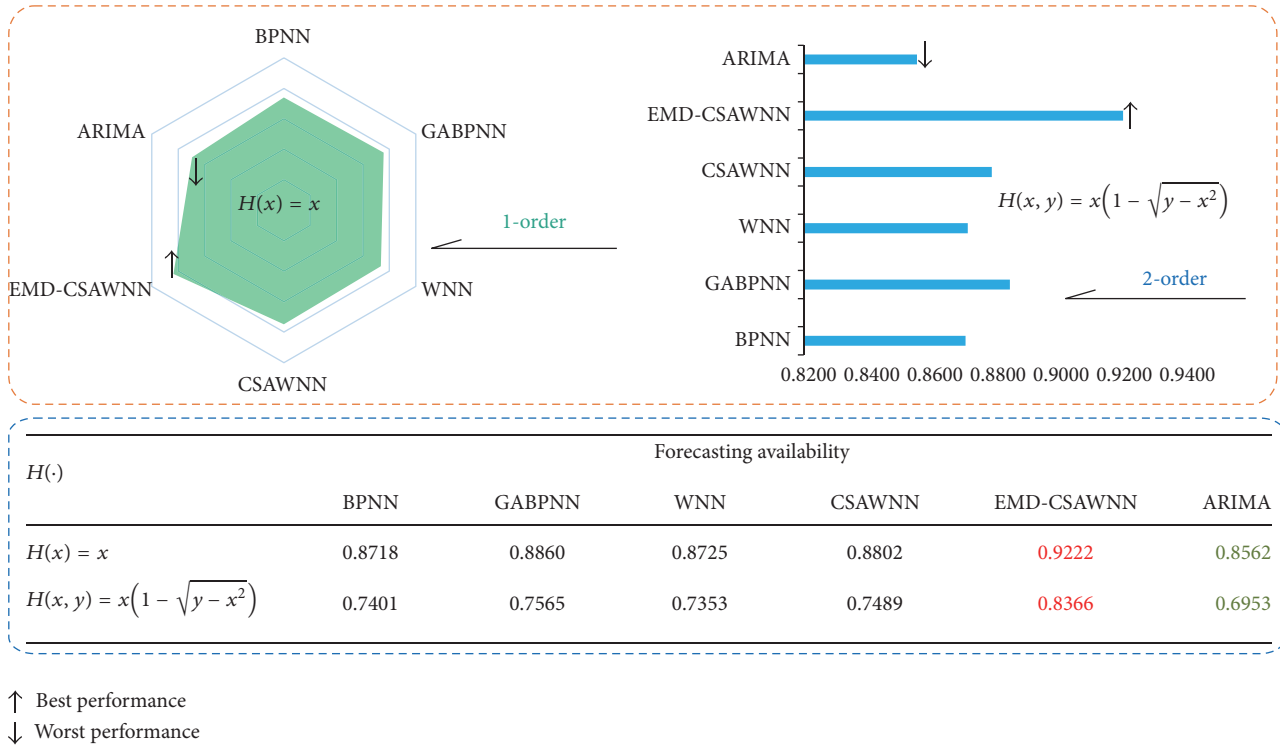 BPNN
ARIMA
GABPNN
H(x) = x
EMD-CSAWNN
WNN
CSAWNN
1-order
ARIMA
EMD-CSAWNN
CSAWNN
H(x, y) = x(1 − √(y − x²))
WNN
GABPNN
2-order
BPNN
0.8200 0.8400 0.8600 0.8800 0.9000 0.9200 0.9400
Forecasting availability
H(·)
BPNN GABPNN WNN CSAWNN EMD-CSAWNN ARIMA
H(x) = x 0.8718 0.8860 0.8725 0.8802 0.9222 0.8562
H(x, y) = x(1 − √(y − x²)) 0.7401 0.7565 0.7353 0.7489 0.8366 0.6953
↑ Best performance
↓ Worst performance